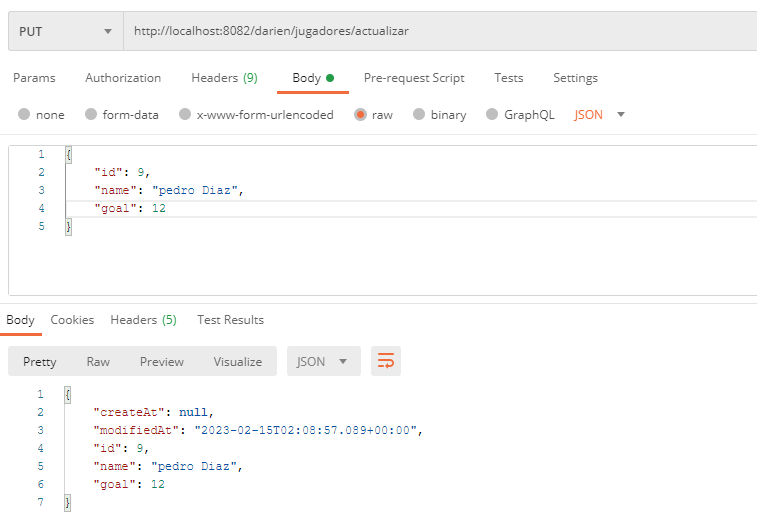 PUT http://localhost:8082/darien/jugadores/actualizar
Params Authorization Headers (9) Body Pre-request Script Tests Settings
none form-data x-www-form-urlencoded raw binary GraphQL JSON
1 {
2 "id": 9,
3 "name": "pedro Diaz",
4 "goal": 12
5 }
Body Cookies Headers (5) Test Results
Pretty Raw Preview Visualize JSON
1 {
2 "createAt": null,
3 "modifiedAt": "2023-02-15T02:08:57.089+00:00",
4 "id": 9,
5 "name": "pedro Diaz",
6 "goal": 12
7 }